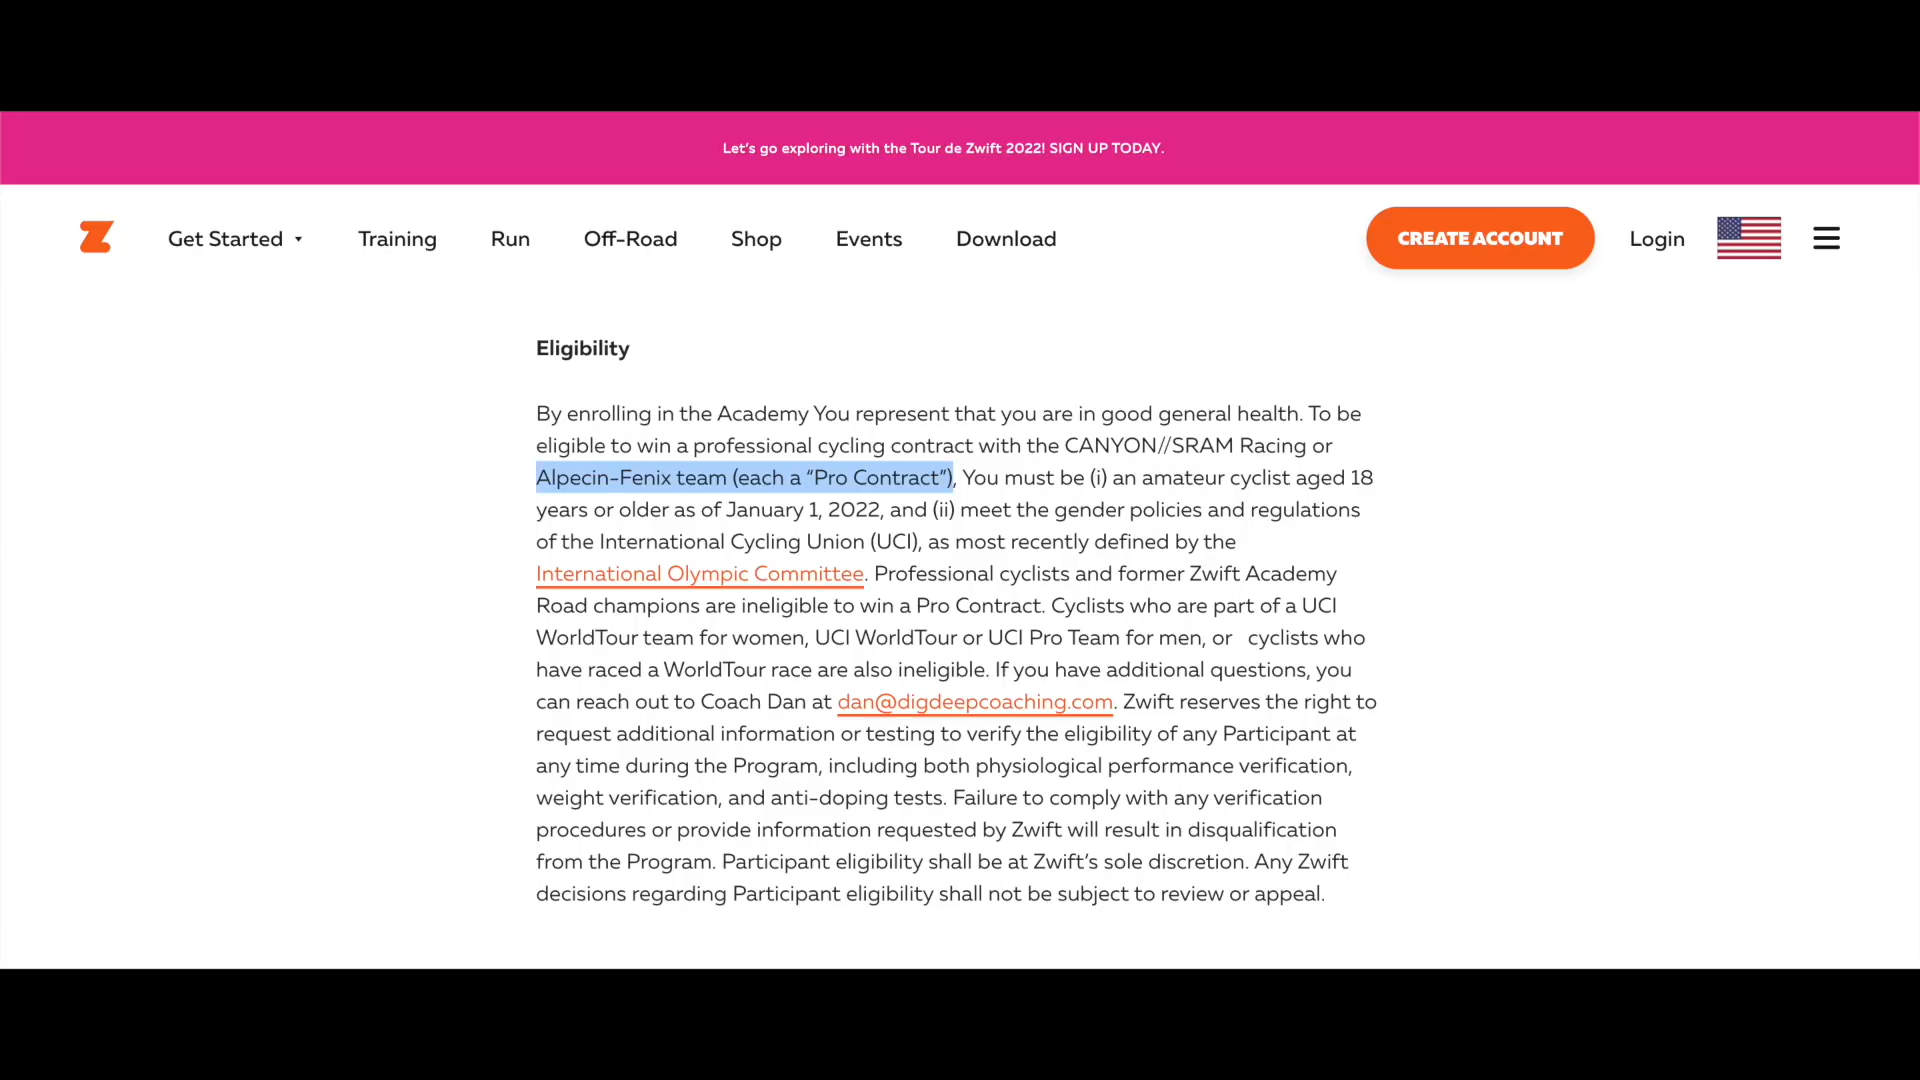 Let's go exploring with the Tour de Zwift 2022! SIGN UP TODAY.
Get Started Training Run Off-Road Shop Events Download CREATE ACCOUNT Login
Eligibility
By enrolling in the Academy You represent that you are in good general health. To be
eligible to win a professional cycling contract with the CANYON//SRAM Racing or
Alpecin-Fenix team (each a “Pro Contract”), You must be (i) an amateur cyclist aged 18
years or older as of January 1, 2022, and (ii) meet the gender policies and regulations
of the International Cycling Union (UCI), as most recently defined by the
International Olympic Committee. Professional cyclists and former Zwift Academy
Road champions are ineligible to win a Pro Contract. Cyclists who are part of a UCI
WorldTour team for women, UCI WorldTour or UCI Pro Team for men, or cyclists who
have raced a WorldTour race are also ineligible. If you have additional questions, you
can reach out to Coach Dan at dan@digdeepcoaching.com. Zwift reserves the right to
request additional information or testing to verify the eligibility of any Participant at
any time during the Program, including both physiological performance verification,
weight verification, and anti-doping tests. Failure to comply with any verification
procedures or provide information requested by Zwift will result in disqualification
from the Program. Participant eligibility shall be at Zwift's sole discretion. Any Zwift
decisions regarding Participant eligibility shall not be subject to review or appeal.